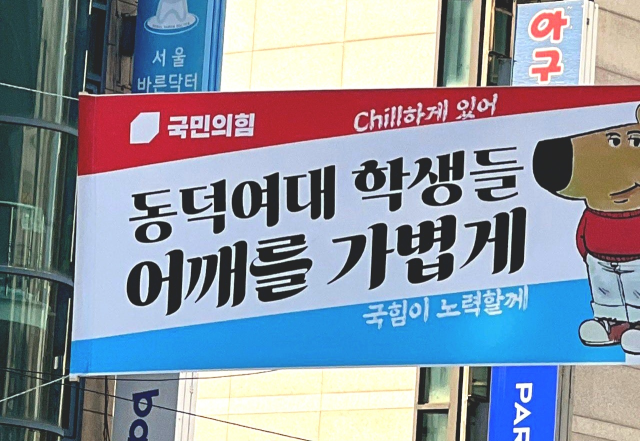 서울
바른닥터
야구
국민의힘
Chill하게 있어
동덕여대 학생들
어깨를 가볍게
국힘이 노력할께
PAR